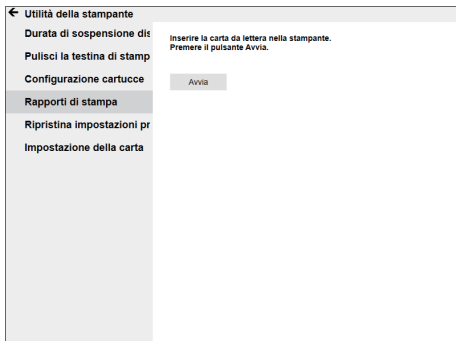 Utilità della stampante
Durata di sospensione dis
Pulisci la testina di stamp
Configurazione cartucce
Rapporti di stampa
Ripristina impostazioni pr
Impostazione della carta
Inserire la carta da lettera nella stampante.
Premere il pulsante Avvia.
Avvia